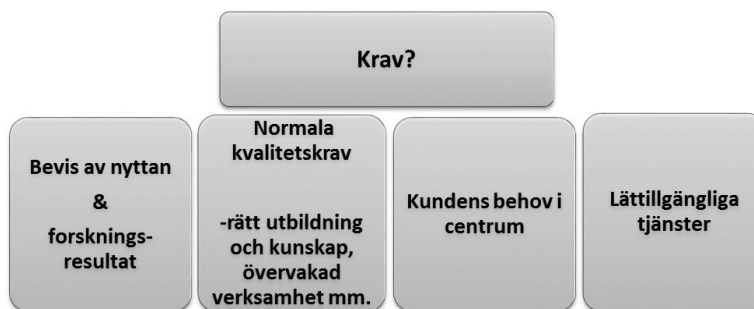 Krav?
Bevis av nyttan
&
forsknings-
resultat
Normala
kvalitetskrav
-rätt utbildning
och kunskap,
övervakad
verksamhet mm.
Kundens behov i
centrum
Lättillgängliga
tjänster